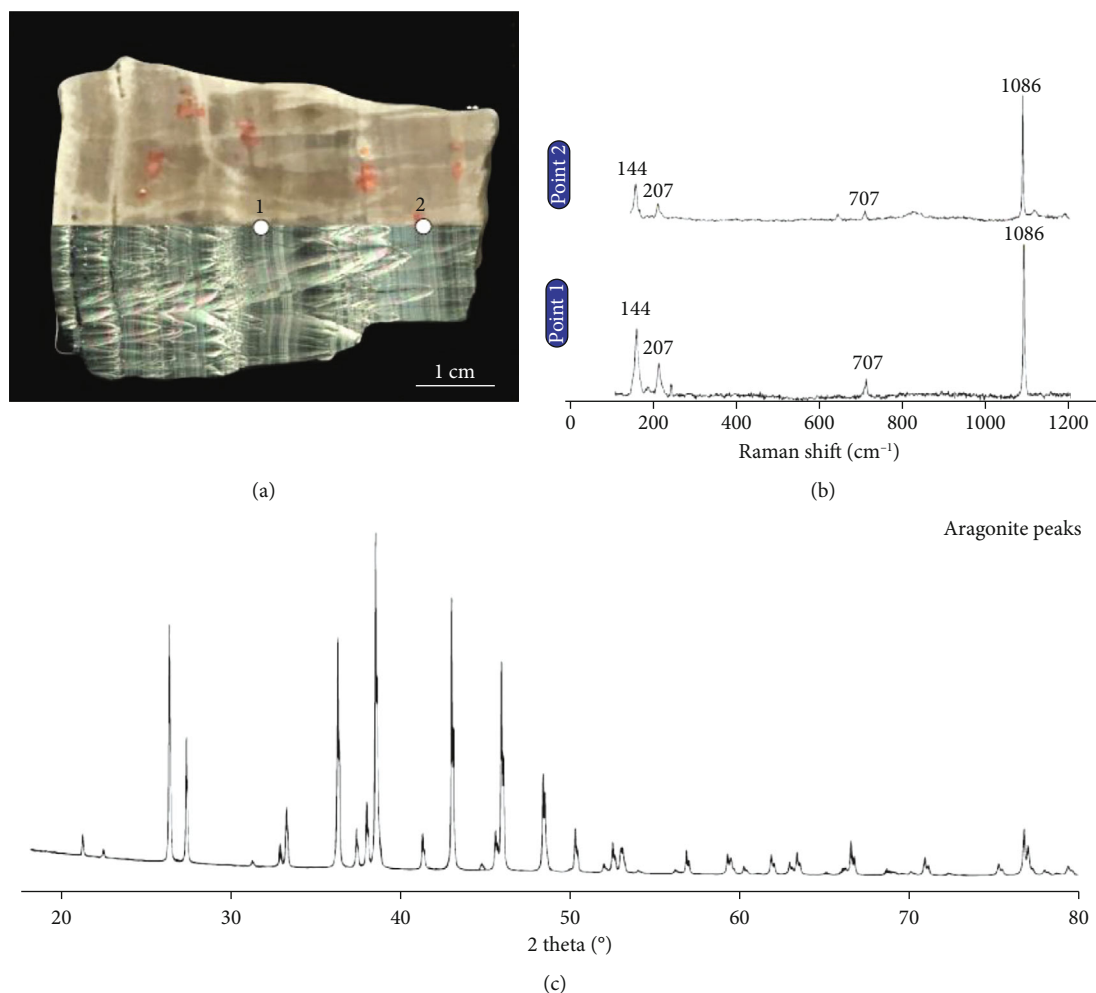 1
2
1 cm
(a)
Point 2
144
207
707
1086
Point 1
144
207
707
1086
0 200 400 600 800 1000 1200
Raman shift (cm⁻¹)
(b)
Aragonite peaks
20 30 40 50 60 70 80
2 theta (°)
(c)